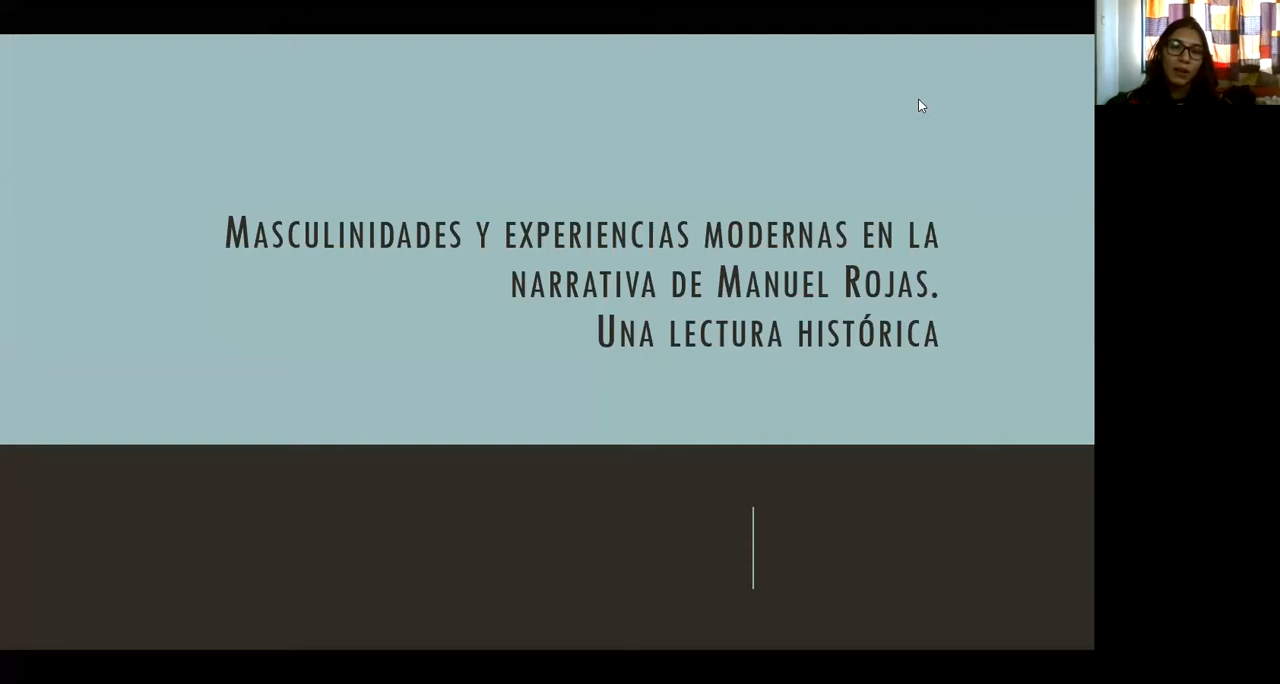 Masculinidades y experiencias modernas en la
narrativa de Manuel Rojas.
Una lectura histórica